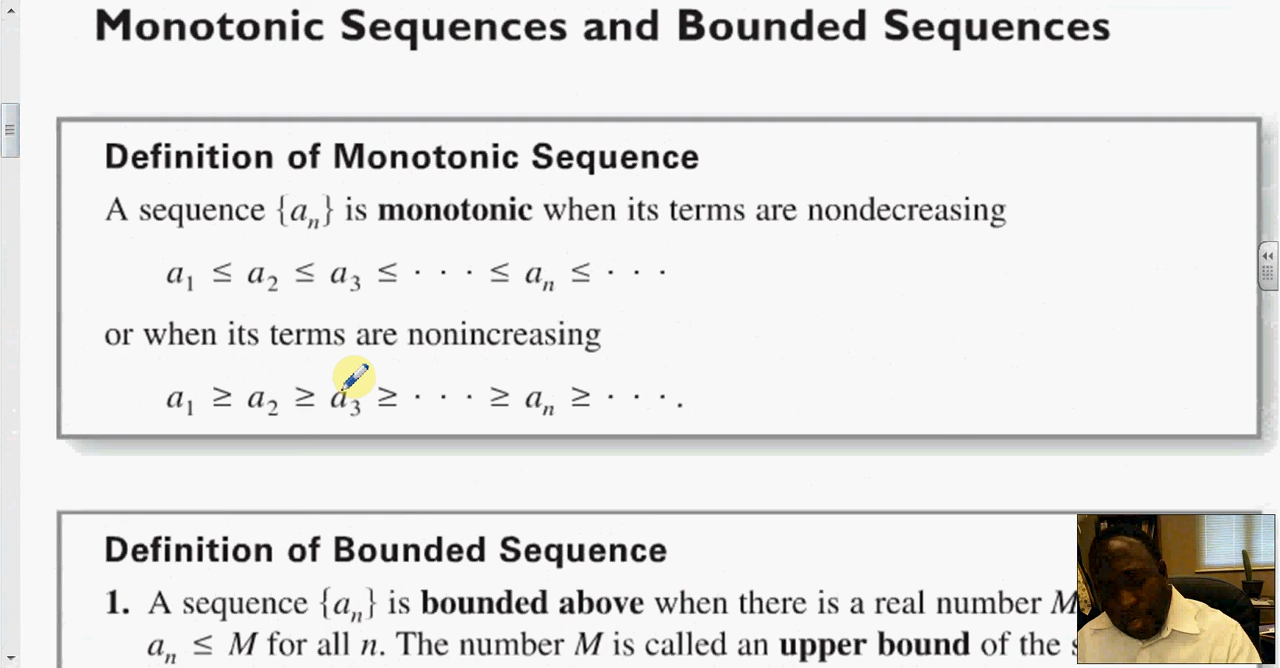 Monotonic Sequences and Bounded Sequences
Definition of Monotonic Sequence
A sequence {aₙ} is monotonic when its terms are nondecreasing
a₁ ≤ a₂ ≤ a₃ ≤ · · · ≤ aₙ ≤ · · ·
or when its terms are nonincreasing
a₁ ≥ a₂ ≥ a₃ ≥ · · · ≥ aₙ ≥ · · · .
Definition of Bounded Sequence
1. A sequence {aₙ} is bounded above when there is a real number M
aₙ ≤ M for all n. The number M is called an upper bound of the